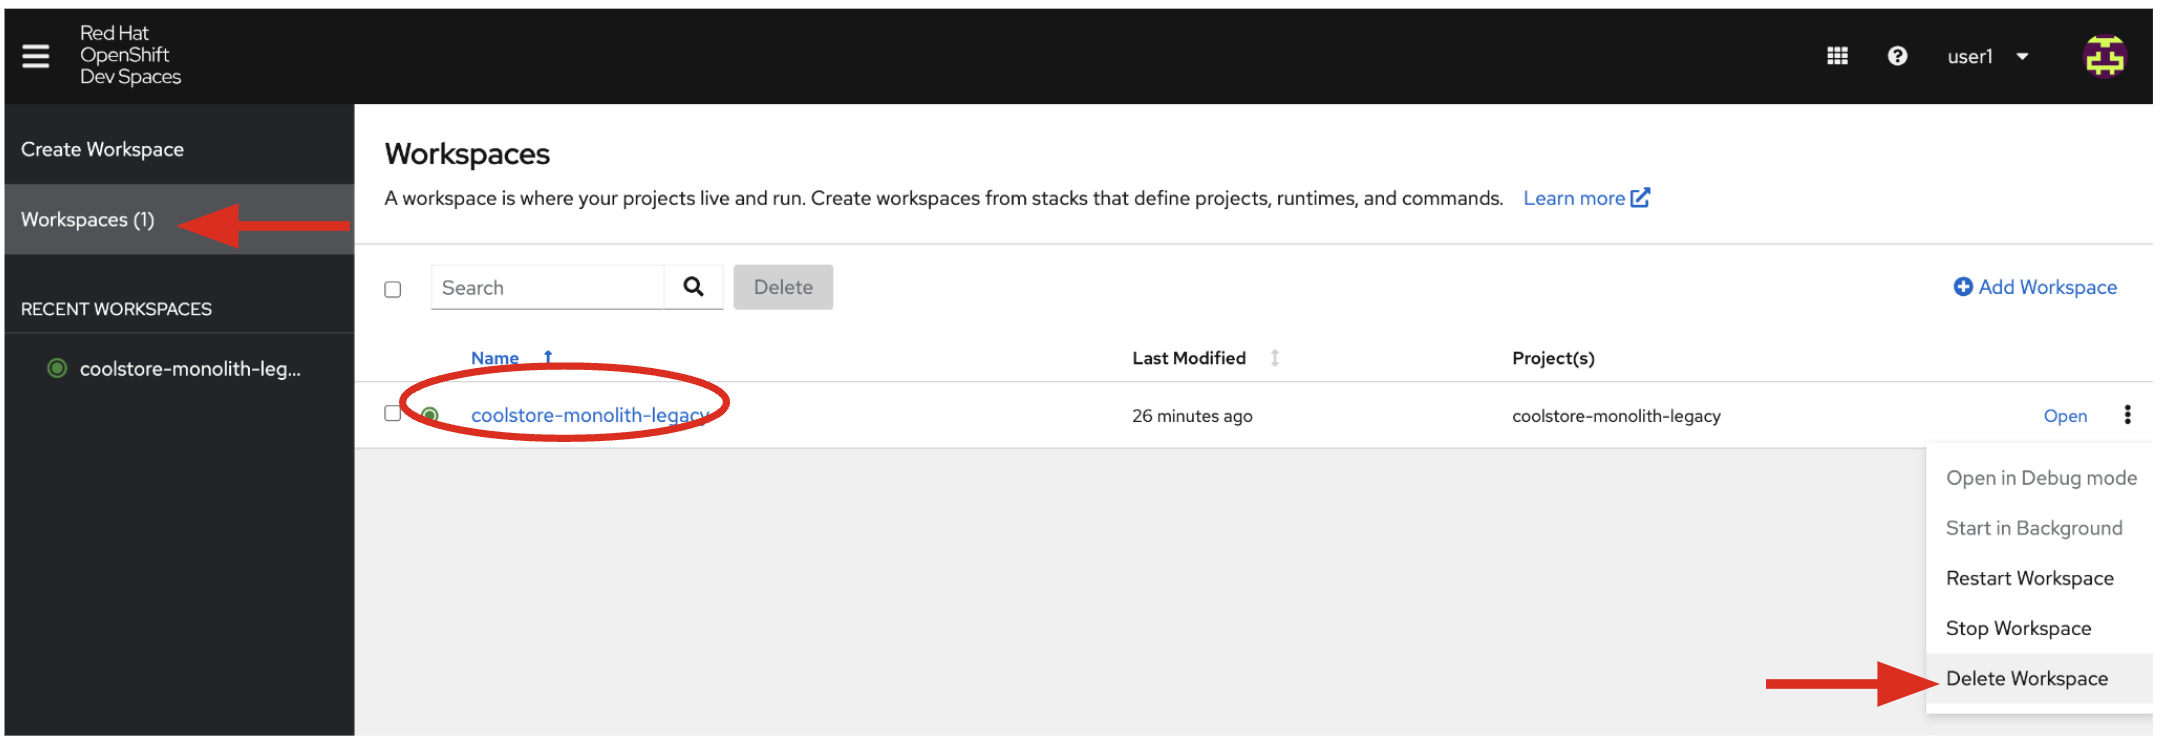 Red Hat
OpenShift
Dev Spaces
user1
Create Workspace
Workspaces (1)
RECENT WORKSPACES
coolstore-monolith-leg...
Workspaces
A workspace is where your projects live and run. Create workspaces from stacks that define projects, runtimes, and commands. Learn more
Search
Delete
Add Workspace
Name Last Modified Project(s)
coolstore-monolith-legacy 26 minutes ago coolstore-monolith-legacy Open
Open in Debug mode
Start in Background
Restart Workspace
Stop Workspace
Delete Workspace